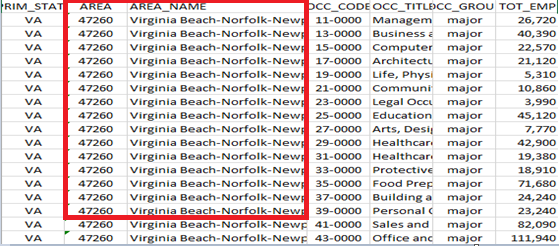 PRIM_STAT AREA AREA_NAME OCC_CODE OCC_TITLE OCC_GROU TOT_EMP
VA 47260 Virginia Beach-Norfolk-Newp 11-0000 Managem major 26,720
VA 47260 Virginia Beach-Norfolk-Newp 13-0000 Business a major 40,390
VA 47260 Virginia Beach-Norfolk-Newp 15-0000 Computer major 22,570
VA 47260 Virginia Beach-Norfolk-Newp 17-0000 Architectu major 21,120
VA 47260 Virginia Beach-Norfolk-Newp 19-0000 Life, Physi major 5,310
VA 47260 Virginia Beach-Norfolk-Newp 21-0000 Communi major 10,860
VA 47260 Virginia Beach-Norfolk-Newp 23-0000 Legal Occu major 3,990
VA 47260 Virginia Beach-Norfolk-Newp 25-0000 Education major 45,120
VA 47260 Virginia Beach-Norfolk-Newp 27-0000 Arts, Desig major 7,770
VA 47260 Virginia Beach-Norfolk-Newp 29-0000 Healthcare major 42,900
VA 47260 Virginia Beach-Norfolk-Newp 31-0000 Healthcare major 19,380
VA 47260 Virginia Beach-Norfolk-Newp 33-0000 Protective major 18,910
VA 47260 Virginia Beach-Norfolk-Newp 35-0000 Food Prep major 71,680
VA 47260 Virginia Beach-Norfolk-Newp 37-0000 Building a major 24,240
VA 47260 Virginia Beach-Norfolk-Newp 39-0000 Personal C major 23,240
VA 47260 Virginia Beach-Norfolk-Newp 41-0000 Sales and major 82,090
VA 47260 Virginia Beach-Norfolk-Newp 43-0000 Office and major 111,940